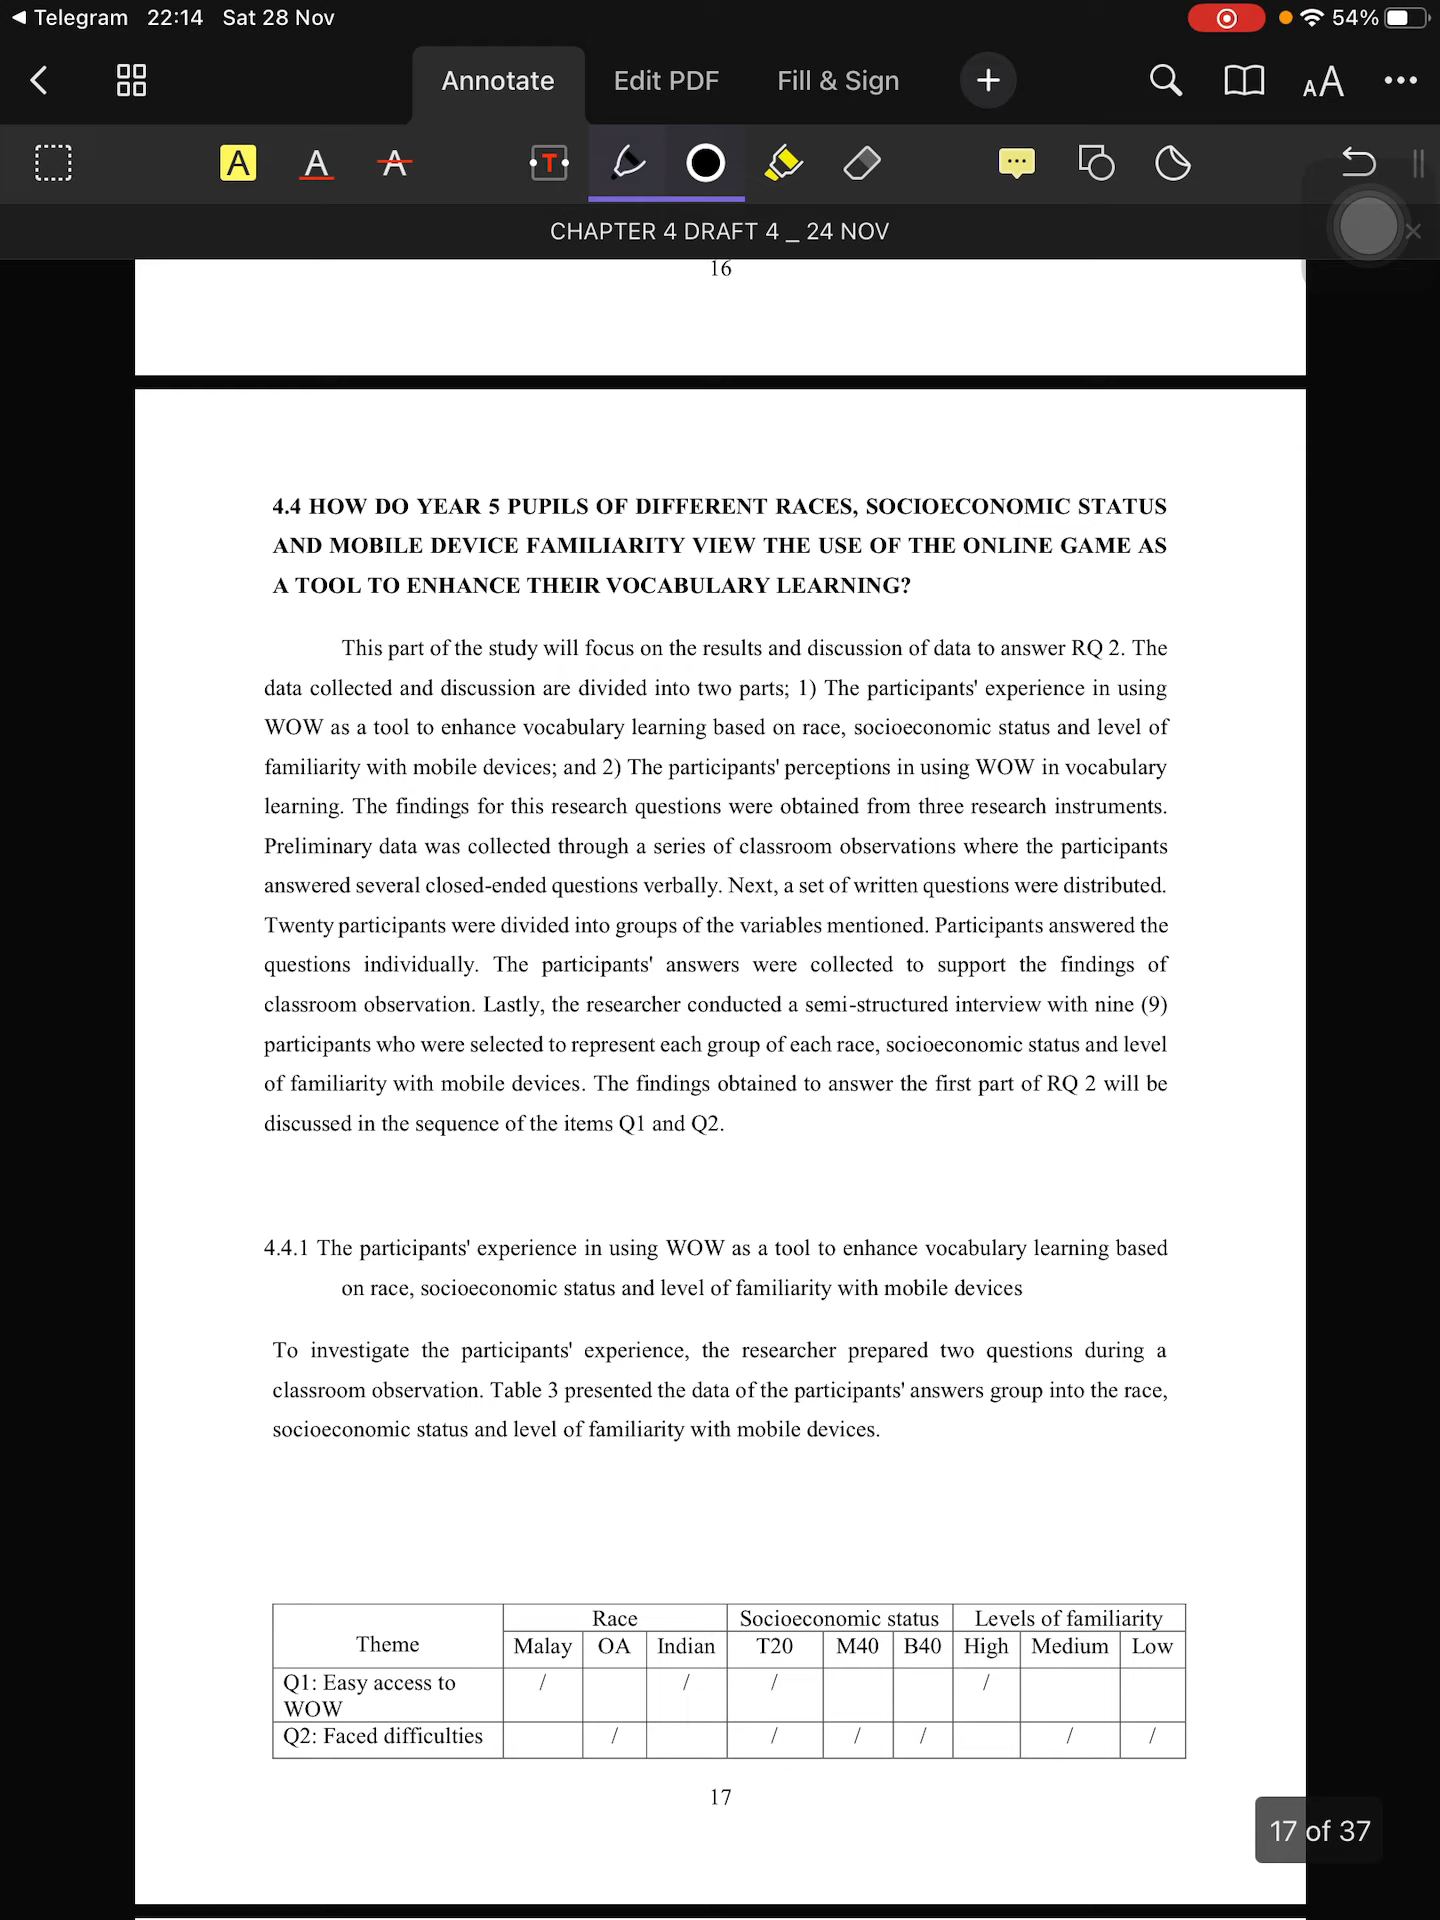 Telegram 22:14 Sat 28 Nov 54%
Annotate Edit PDF Fill & Sign
A A A T AA
CHAPTER 4 DRAFT 4 _ 24 NOV
16
4.4 HOW DO YEAR 5 PUPILS OF DIFFERENT RACES, SOCIOECONOMIC STATUS
AND MOBILE DEVICE FAMILIARITY VIEW THE USE OF THE ONLINE GAME AS
A TOOL TO ENHANCE THEIR VOCABULARY LEARNING?
This part of the study will focus on the results and discussion of data to answer RQ 2. The
data collected and discussion are divided into two parts; 1) The participants' experience in using
WOW as a tool to enhance vocabulary learning based on race, socioeconomic status and level of
familiarity with mobile devices; and 2) The participants' perceptions in using WOW in vocabulary
learning. The findings for this research questions were obtained from three research instruments.
Preliminary data was collected through a series of classroom observations where the participants
answered several closed-ended questions verbally. Next, a set of written questions were distributed.
Twenty participants were divided into groups of the variables mentioned. Participants answered the
questions individually. The participants' answers were collected to support the findings of
classroom observation. Lastly, the researcher conducted a semi-structured interview with nine (9)
participants who were selected to represent each group of each race, socioeconomic status and level
of familiarity with mobile devices. The findings obtained to answer the first part of RQ 2 will be
discussed in the sequence of the items Q1 and Q2.
4.4.1 The participants' experience in using WOW as a tool to enhance vocabulary learning based
on race, socioeconomic status and level of familiarity with mobile devices
To investigate the participants' experience, the researcher prepared two questions during a
classroom observation. Table 3 presented the data of the participants' answers group into the race,
socioeconomic status and level of familiarity with mobile devices.
Race Socioeconomic status Levels of familiarity
Theme Malay OA Indian T20 M40 B40 High Medium Low
Q1: Easy access to / / / /
WOW
Q2: Faced difficulties / / / / / /
17
17 of 37